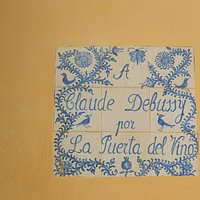 A
Claude Debussy
por
La Puerta del Vino